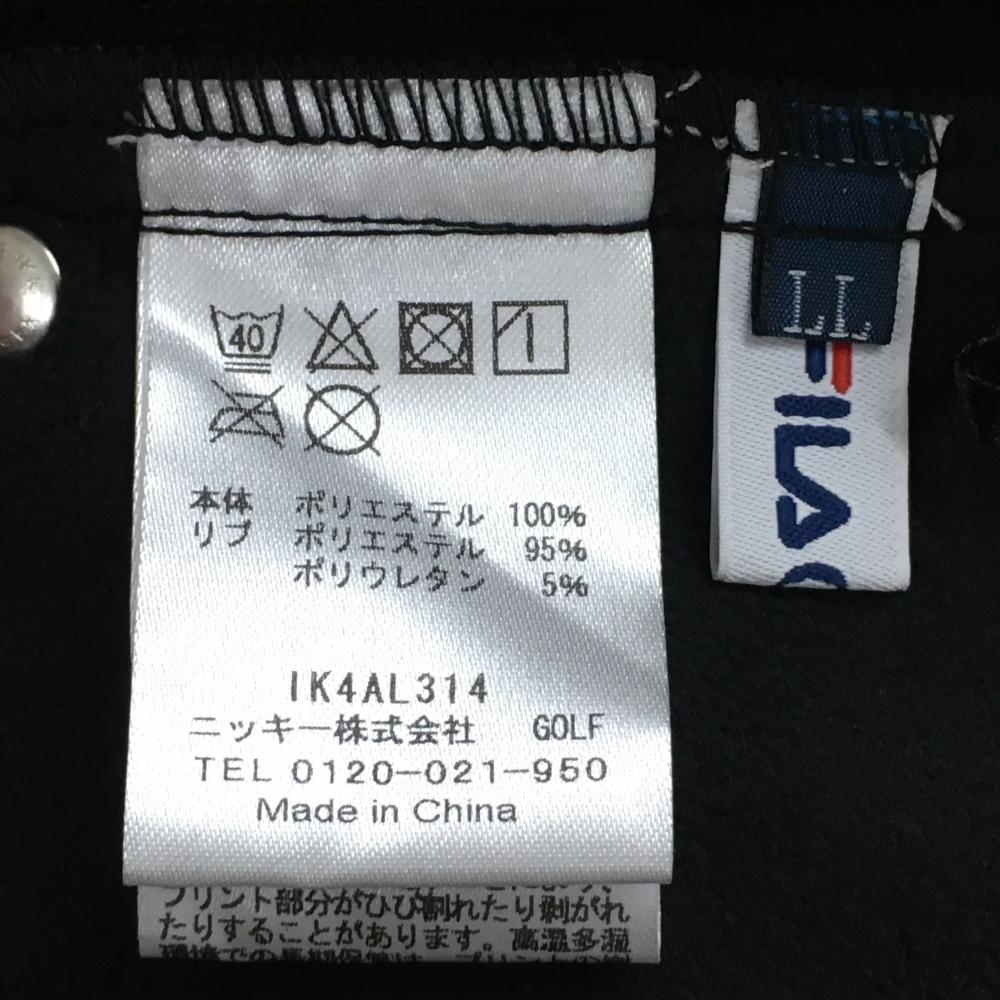 40
本体 ポリエステル 100%
リブ ポリエステル 95%
ポリウレタン 5%
IK4AL314
ニッキー株式会社 GOLF
TEL 0120-021-950
Made in China
プリント部分がひび割れたり剥がれ
たりすることがあります。高温多湿
LL
FILA